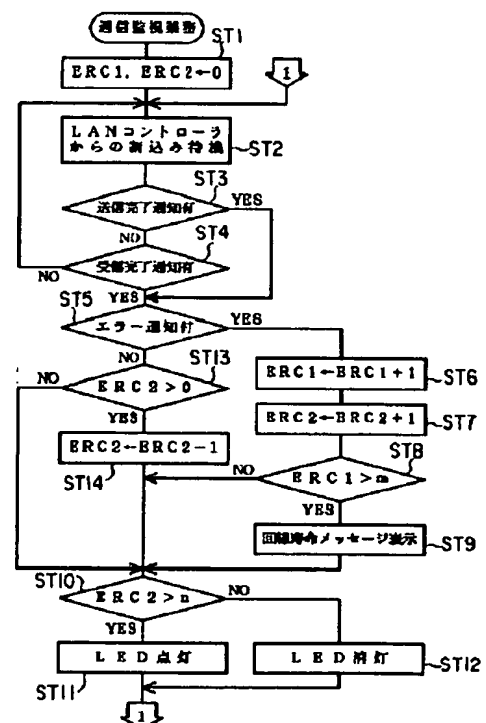 通信監視業務
ST1
ERC1, ERC2←0
1
LANコントローラ
からの割込み待機
ST2
ST3
送信完了通知有
YES
NO
ST4
受信完了通知有
NO
YES
ST5
エラー通知付
YES
NO
ST13
ERC2>0
NO
YES
ERC1←ERC1+1
ST6
ERC2←ERC2+1
ST7
ERC2←ERC2-1
ST14
ST8
ERC1>m
NO
YES
回線寿命メッセージ表示
ST9
ST10
ERC2>n
NO
YES
LED点灯
ST11
LED消灯
ST12
1